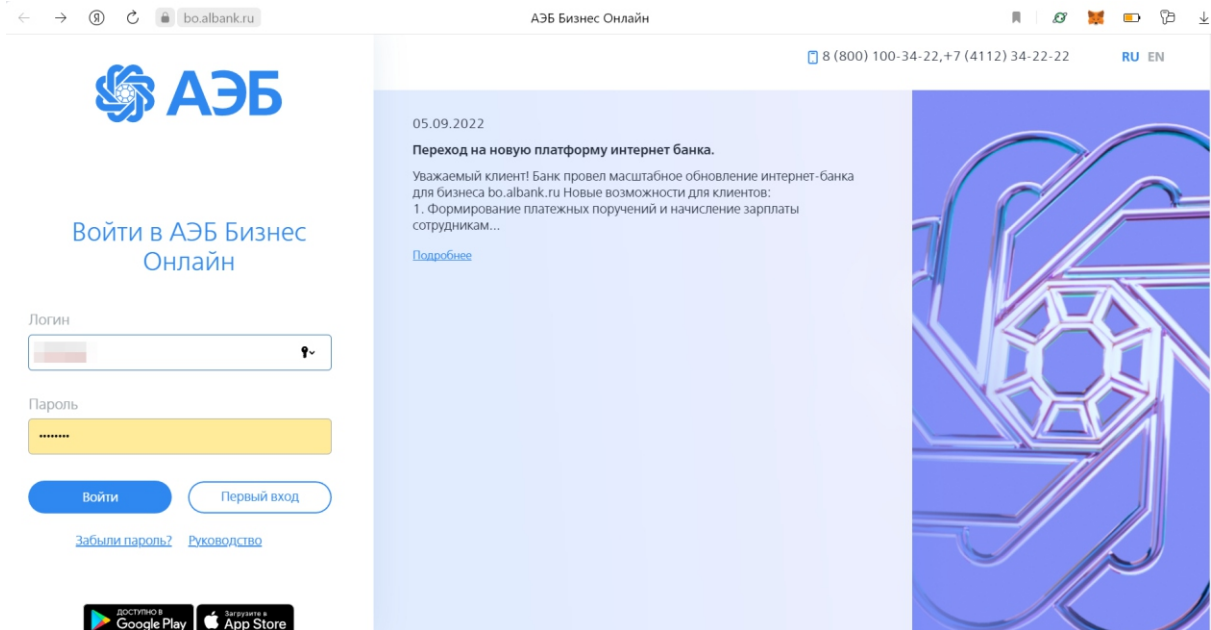 bo.albank.ru
АЭБ Бизнес Онлайн
8 (800) 100-34-22,+7 (4112) 34-22-22
RU EN
АЭБ
Войти в АЭБ Бизнес
Онлайн
Логин
Пароль
Войти
Первый вход
Забыли пароль?
Руководство
ДОСТУПНО В
Google Play
Загрузите в
App Store
05.09.2022
Переход на новую платформу интернет банка.
Уважаемый клиент! Банк провел масштабное обновление интернет-банка
для бизнеса bo.albank.ru Новые возможности для клиентов:
1. Формирование платежных поручений и начисление зарплаты
сотрудникам...
Подробнее